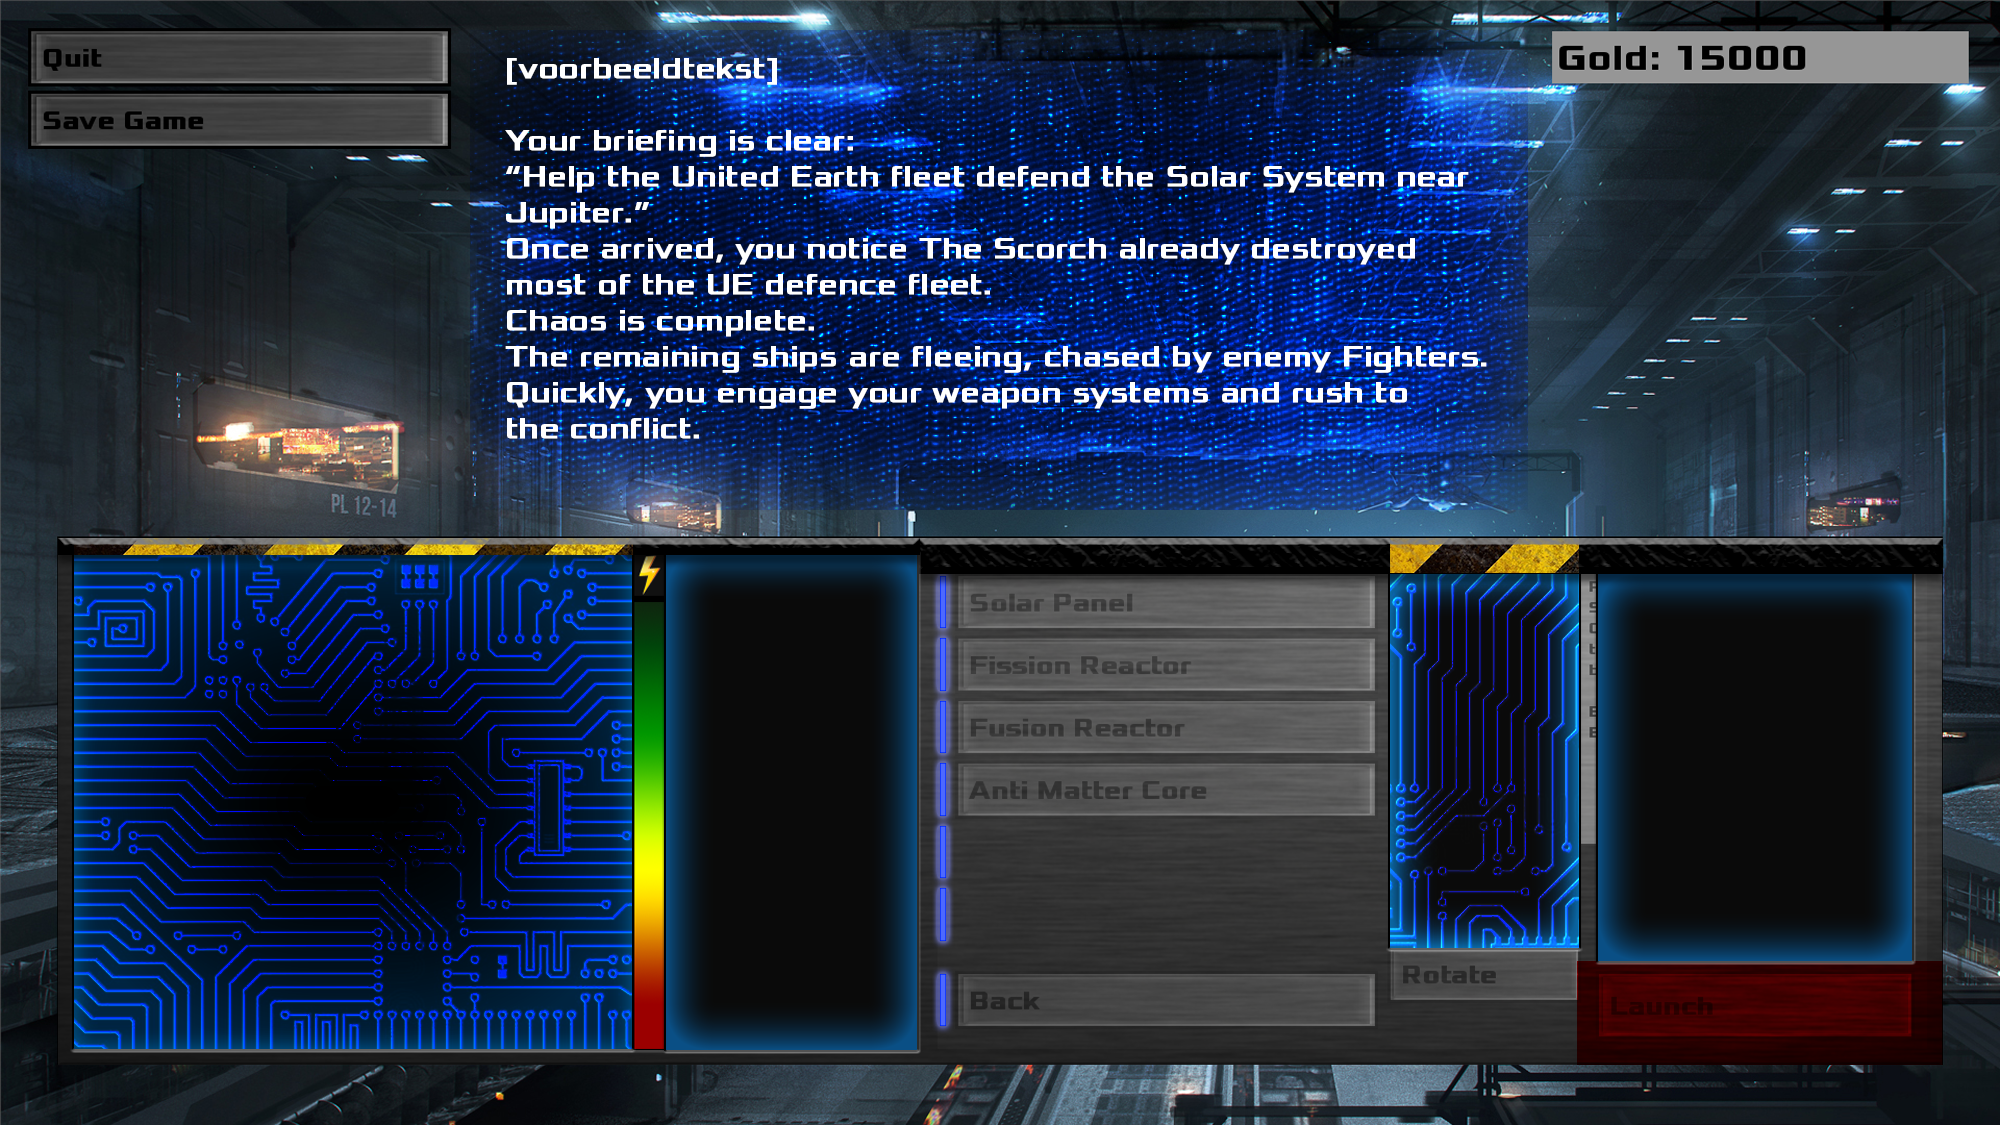 Quit
Save Game
Gold: 15000
[voorbeeldtekst]
Your briefing is clear:
“Help the United Earth fleet defend the Solar System near
Jupiter.”
Once arrived, you notice The Scorch already destroyed
most of the UE defence fleet.
Chaos is complete.
The remaining ships are fleeing, chased by enemy Fighters.
Quickly, you engage your weapon systems and rush to
the conflict.
PL 12-14
Solar Panel
Fission Reactor
Fusion Reactor
Anti Matter Core
Back
Rotate
Launch